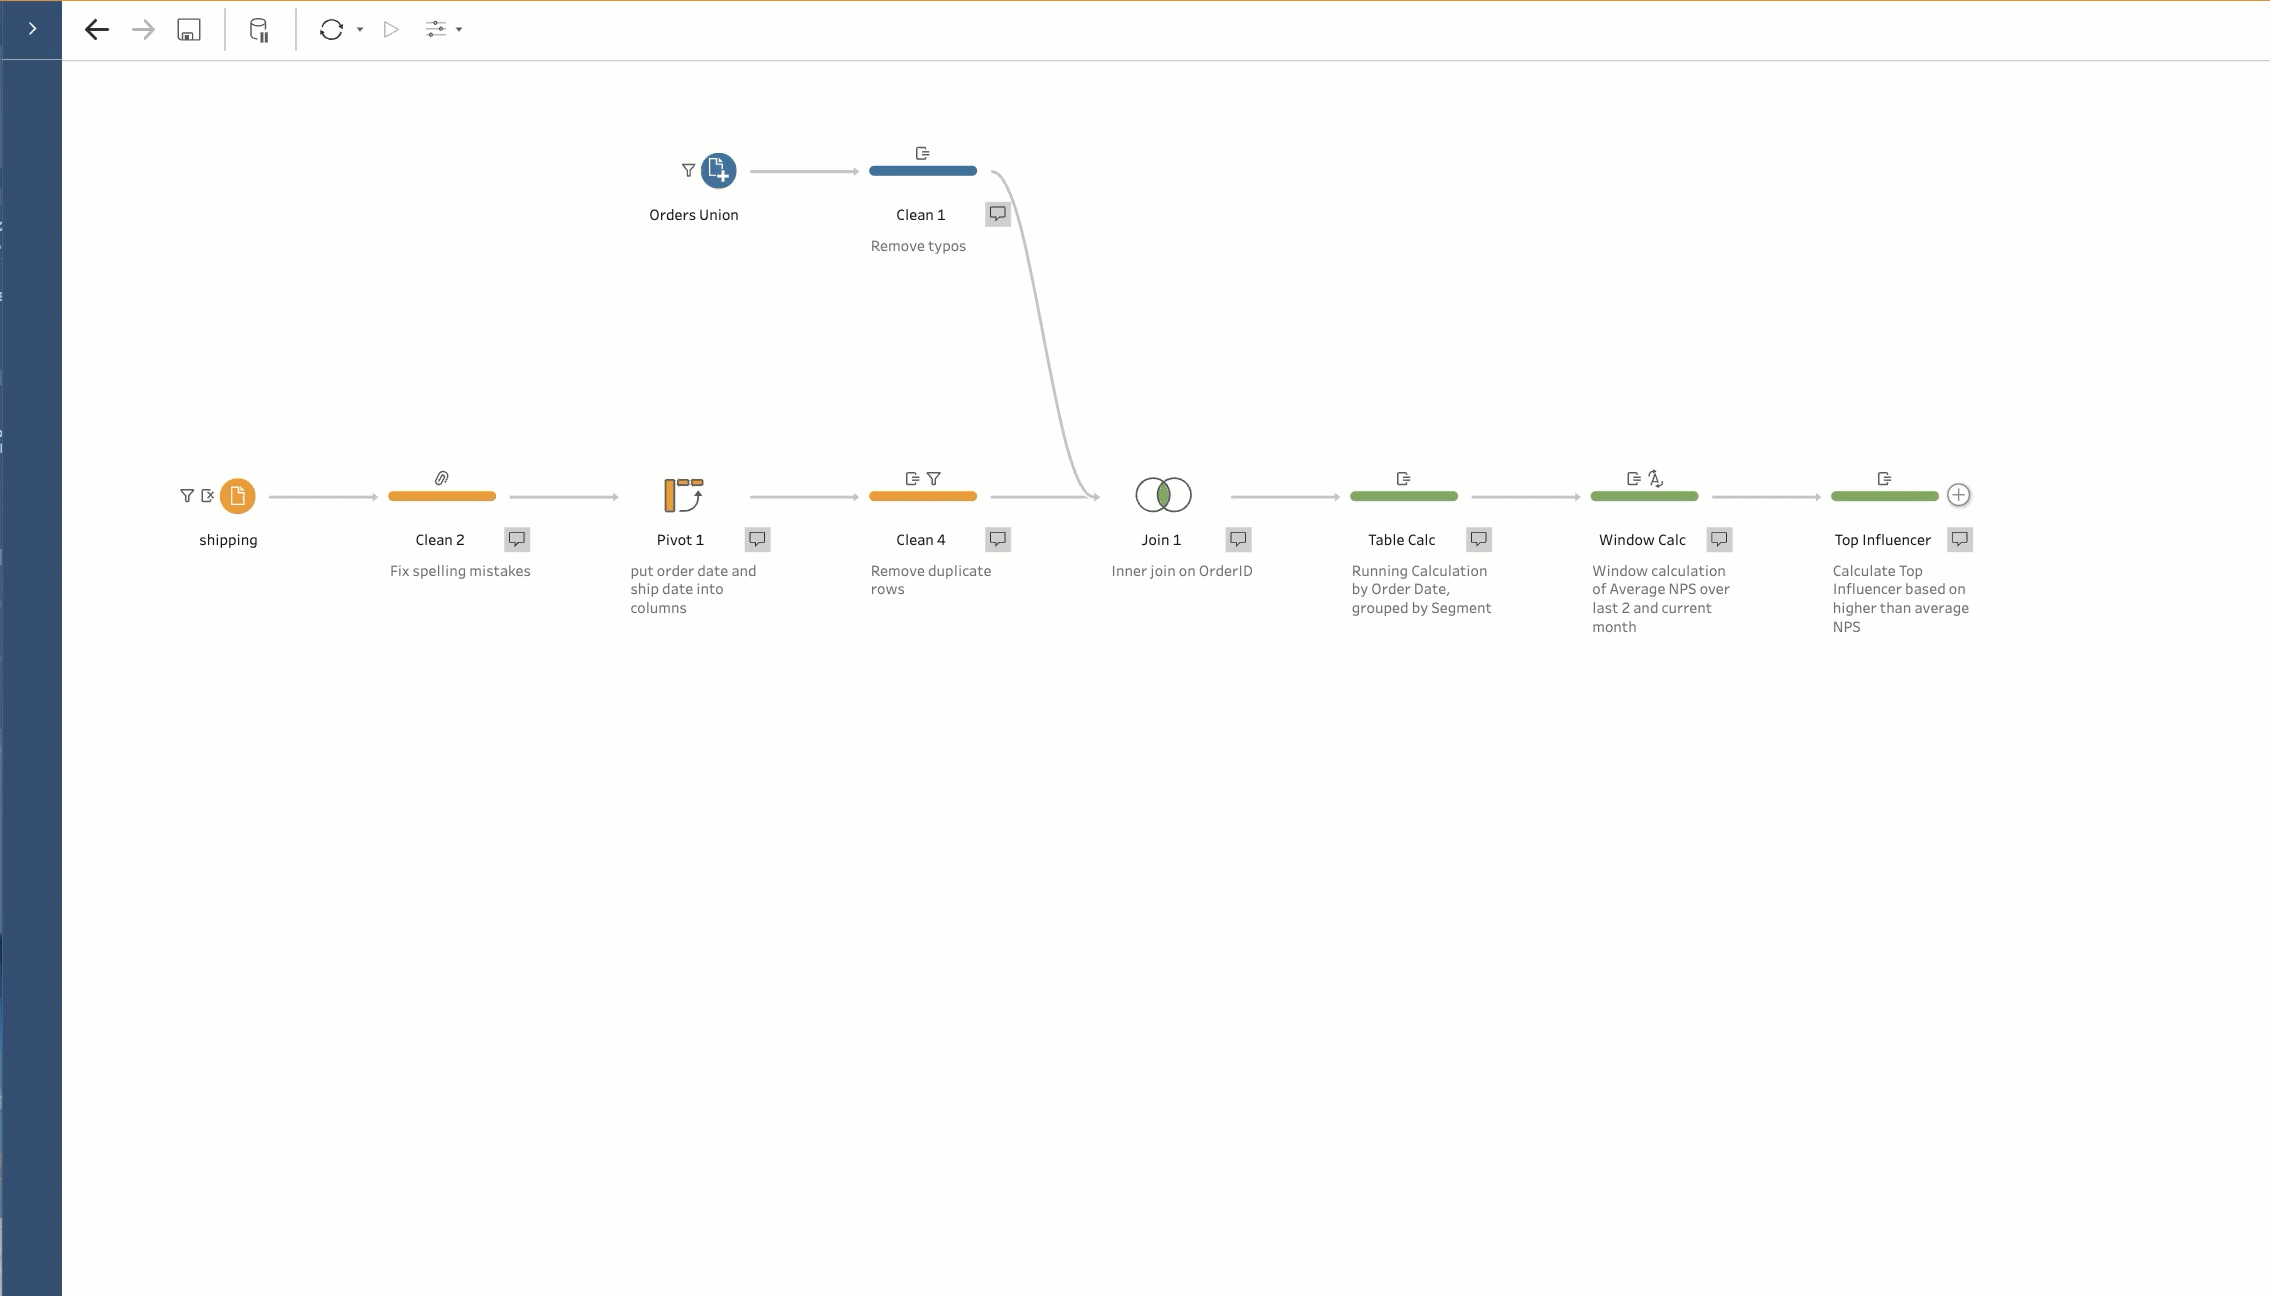 Orders Union
Clean 1
Remove typos
shipping
Clean 2
Fix spelling mistakes
Pivot 1
put order date and
ship date into
columns
Clean 4
Remove duplicate
rows
Join 1
Inner join on OrderID
Table Calc
Running Calculation
by Order Date,
grouped by Segment
Window Calc
Window calculation
of Average NPS over
last 2 and current
month
Top Influencer
Calculate Top
Influencer based on
higher than average
NPS